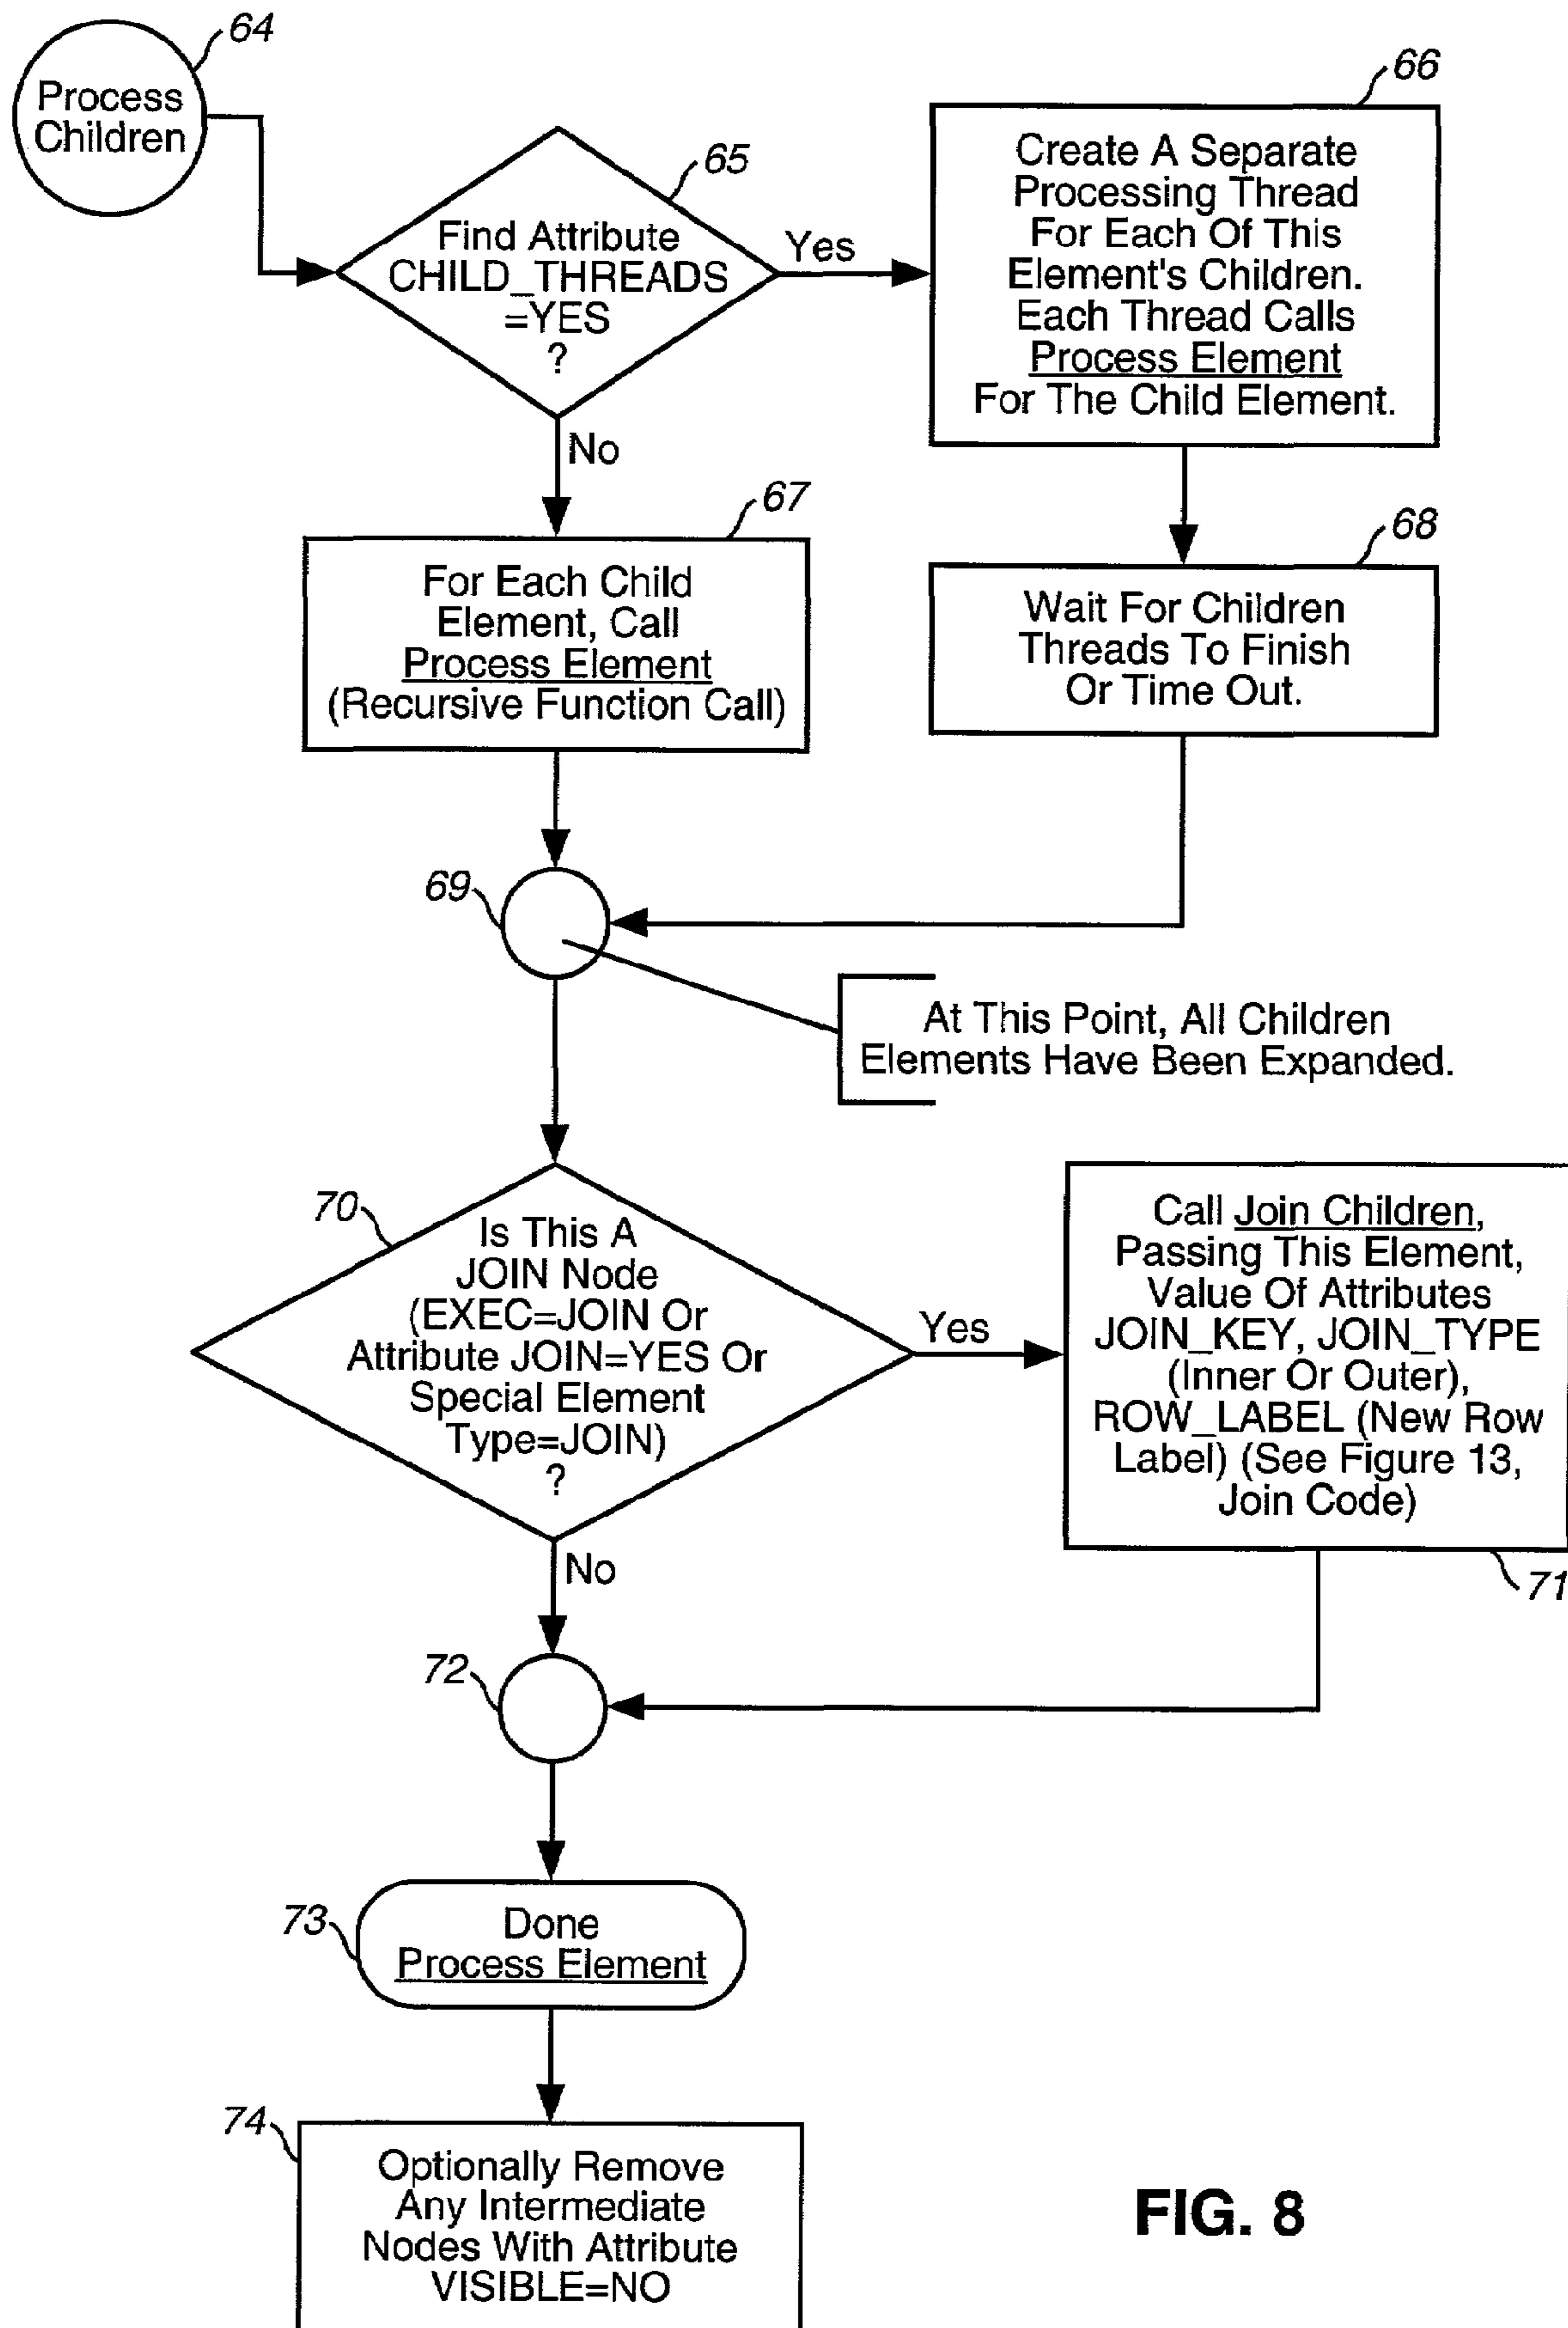 64
Process
Children
65
Find Attribute
CHILD_THREADS
=YES
?
Yes
No
66
Create A Separate
Processing Thread
For Each Of This
Element's Children.
Each Thread Calls
Process Element
For The Child Element.
67
For Each Child
Element, Call
Process Element
(Recursive Function Call)
68
Wait For Children
Threads To Finish
Or Time Out.
69
At This Point, All Children
Elements Have Been Expanded.
70
Is This A
JOIN Node
(EXEC=JOIN Or
Attribute JOIN=YES Or
Special Element
Type=JOIN)
?
Yes
No
Call Join Children,
Passing This Element,
Value Of Attributes
JOIN_KEY, JOIN_TYPE
(Inner Or Outer),
ROW_LABEL (New Row
Label) (See Figure 13,
Join Code)
71
72
73
Done
Process Element
74
Optionally Remove
Any Intermediate
Nodes With Attribute
VISIBLE=NO
FIG. 8